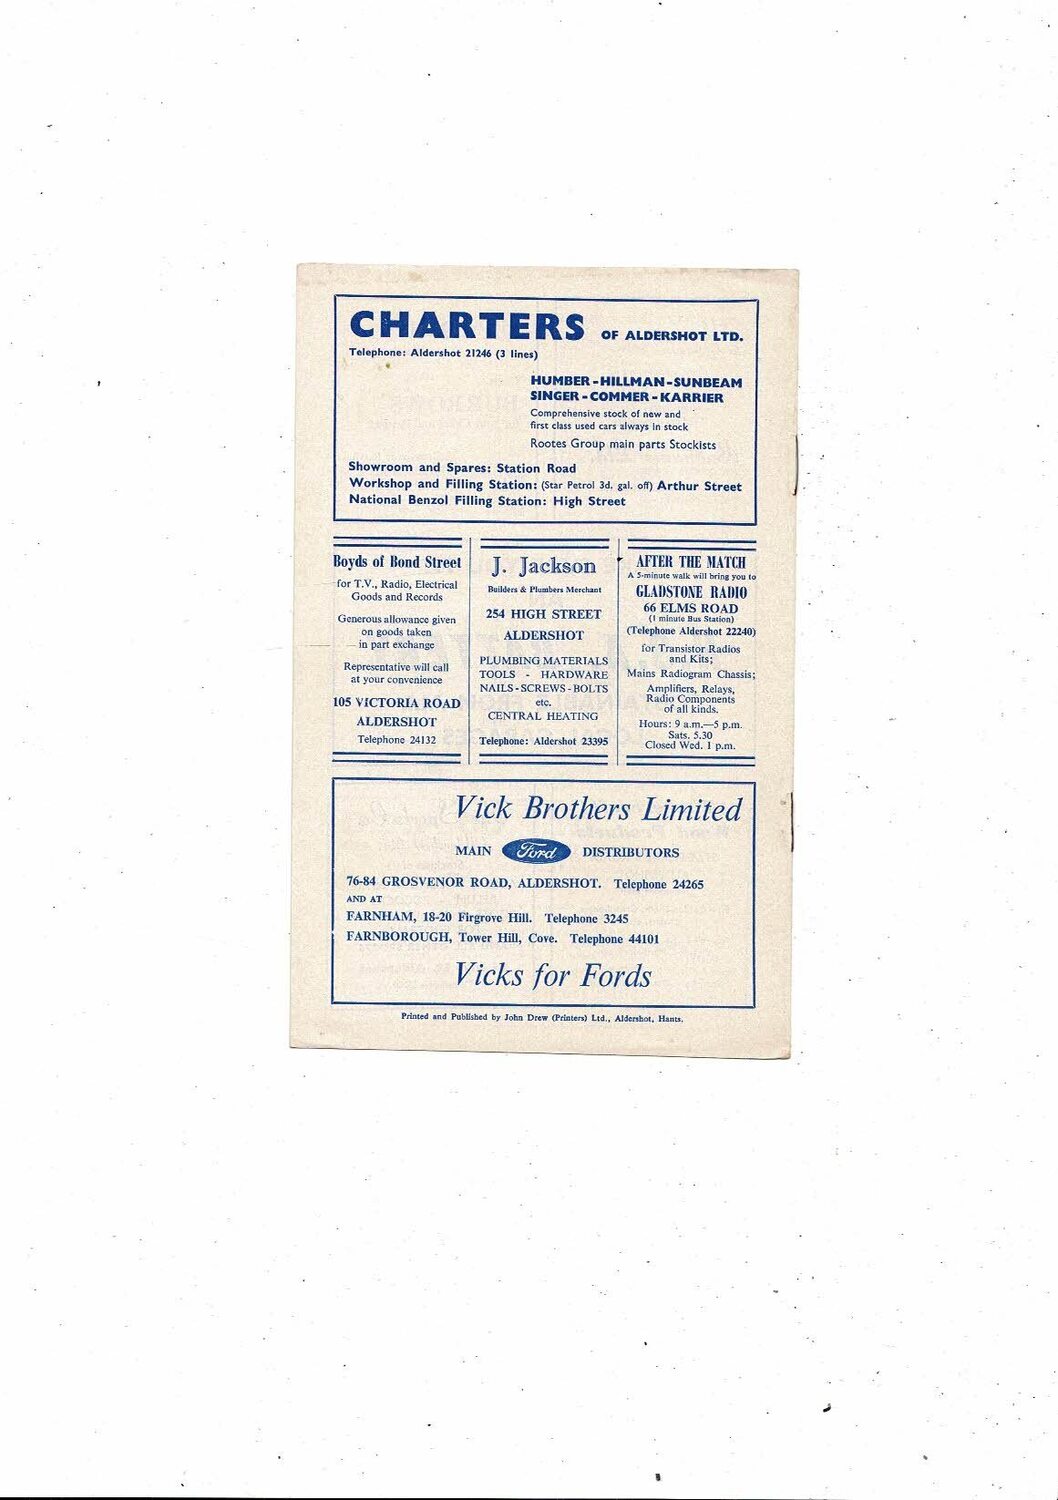 CHARTERS OF ALDERSHOT LTD.
Telephone: Aldershot 21246 (3 lines)
HUMBER - HILLMAN - SUNBEAM
SINGER - COMMER - KARRIER
Comprehensive stock of new and
first class used cars always in stock
Rootes Group main parts Stockists
Showroom and Spares: Station Road
Workshop and Filling Station: (Star Petrol 3d. gal. off) Arthur Street
National Benzol Filling Station: High Street
Boyds of Bond Street
for T.V., Radio, Electrical
Goods and Records
Generous allowance given
on goods taken
in part exchange
Representative will call
at your convenience
105 VICTORIA ROAD
ALDERSHOT
Telephone 24132
J. Jackson
Builders & Plumbers Merchant
254 HIGH STREET
ALDERSHOT
PLUMBING MATERIALS
TOOLS - HARDWARE
NAILS - SCREWS - BOLTS
etc.
CENTRAL HEATING
Telephone: Aldershot 23395
AFTER THE MATCH
A 5-minute walk will bring you to
GLADSTONE RADIO
66 ELMS ROAD
(1 minute Bus Station)
(Telephone Aldershot 22240)
for Transistor Radios
and Kits;
Mains Radiogram Chassis;
Amplifiers, Relays,
Radio Components
of all kinds.
Hours: 9 a.m.—5 p.m.
Sats. 5.30
Closed Wed. 1 p.m.
Vick Brothers Limited
MAIN Ford DISTRIBUTORS
76-84 GROSVENOR ROAD, ALDERSHOT. Telephone 24265
AND AT
FARNHAM, 18-20 Firgrove Hill. Telephone 3245
FARNBOROUGH, Tower Hill, Cove. Telephone 44101
Vicks for Fords
Printed and Published by John Drew (Printers) Ltd., Aldershot, Hants.